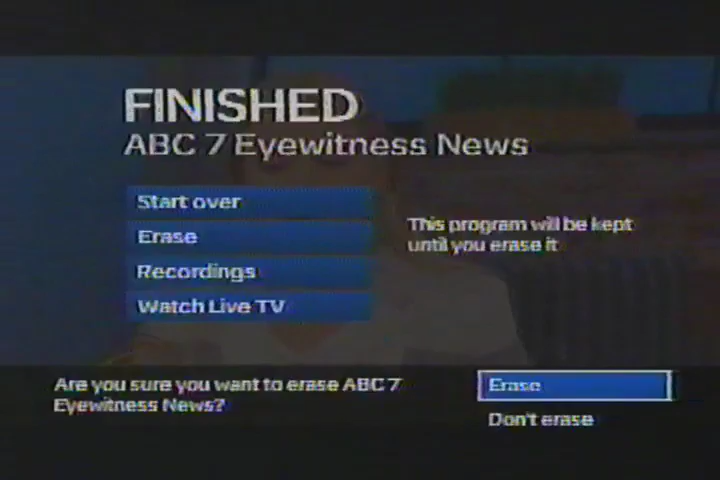 FINISHED
ABC 7 Eyewitness News
Start over
Erase
Recordings
Watch Live TV
This program will be kept
until you erase it
Are you sure you want to erase ABC 7
Eyewitness News?
Erase
Don't erase